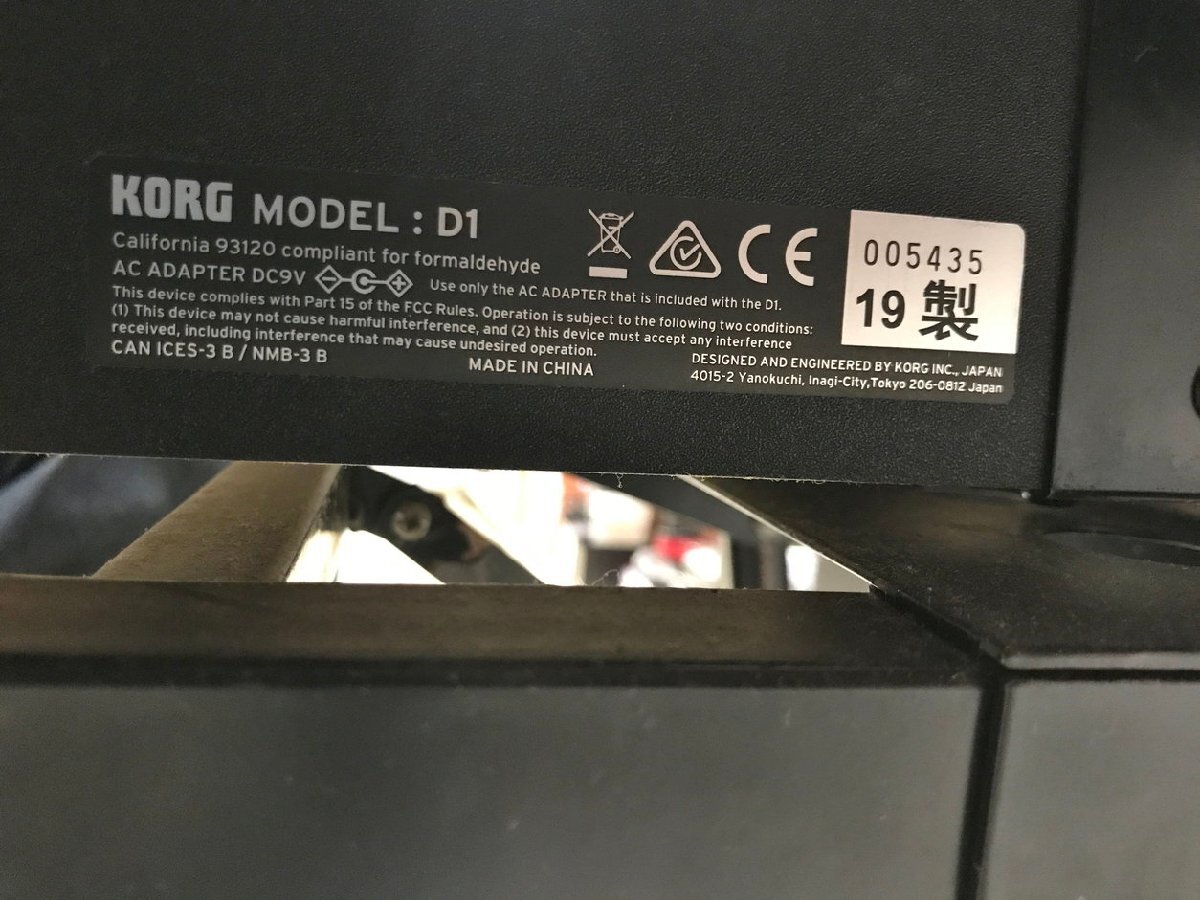 KORG MODEL : D1
California 93120 compliant for formaldehyde
AC ADAPTER DC9V
Use only the AC ADAPTER that is included with the D1.
This device complies with Part 15 of the FCC Rules. Operation is subject to the following two conditions:
(1) This device may not cause harmful interference, and (2) this device must accept any interference
received, including interference that may cause undesired operation.
CAN ICES-3 B / NMB-3 B
MADE IN CHINA
DESIGNED AND ENGINEERED BY KORG INC., JAPAN
4015-2 Yanokuchi, Inagi-City,Tokyo 206-0812 Japan
CE
005435
19 製